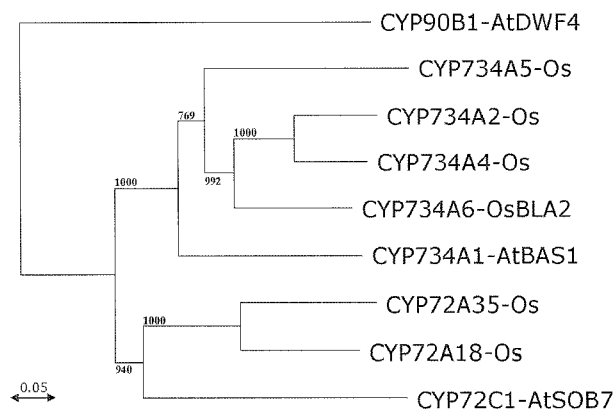 CYP90B1-AtDWF4
CYP734A5-Os
769
CYP734A2-Os
1000
CYP734A4-Os
992
1000
CYP734A6-OsBLA2
CYP734A1-AtBAS1
CYP72A35-Os
1000
CYP72A18-Os
940
0.05
CYP72C1-AtSOB7